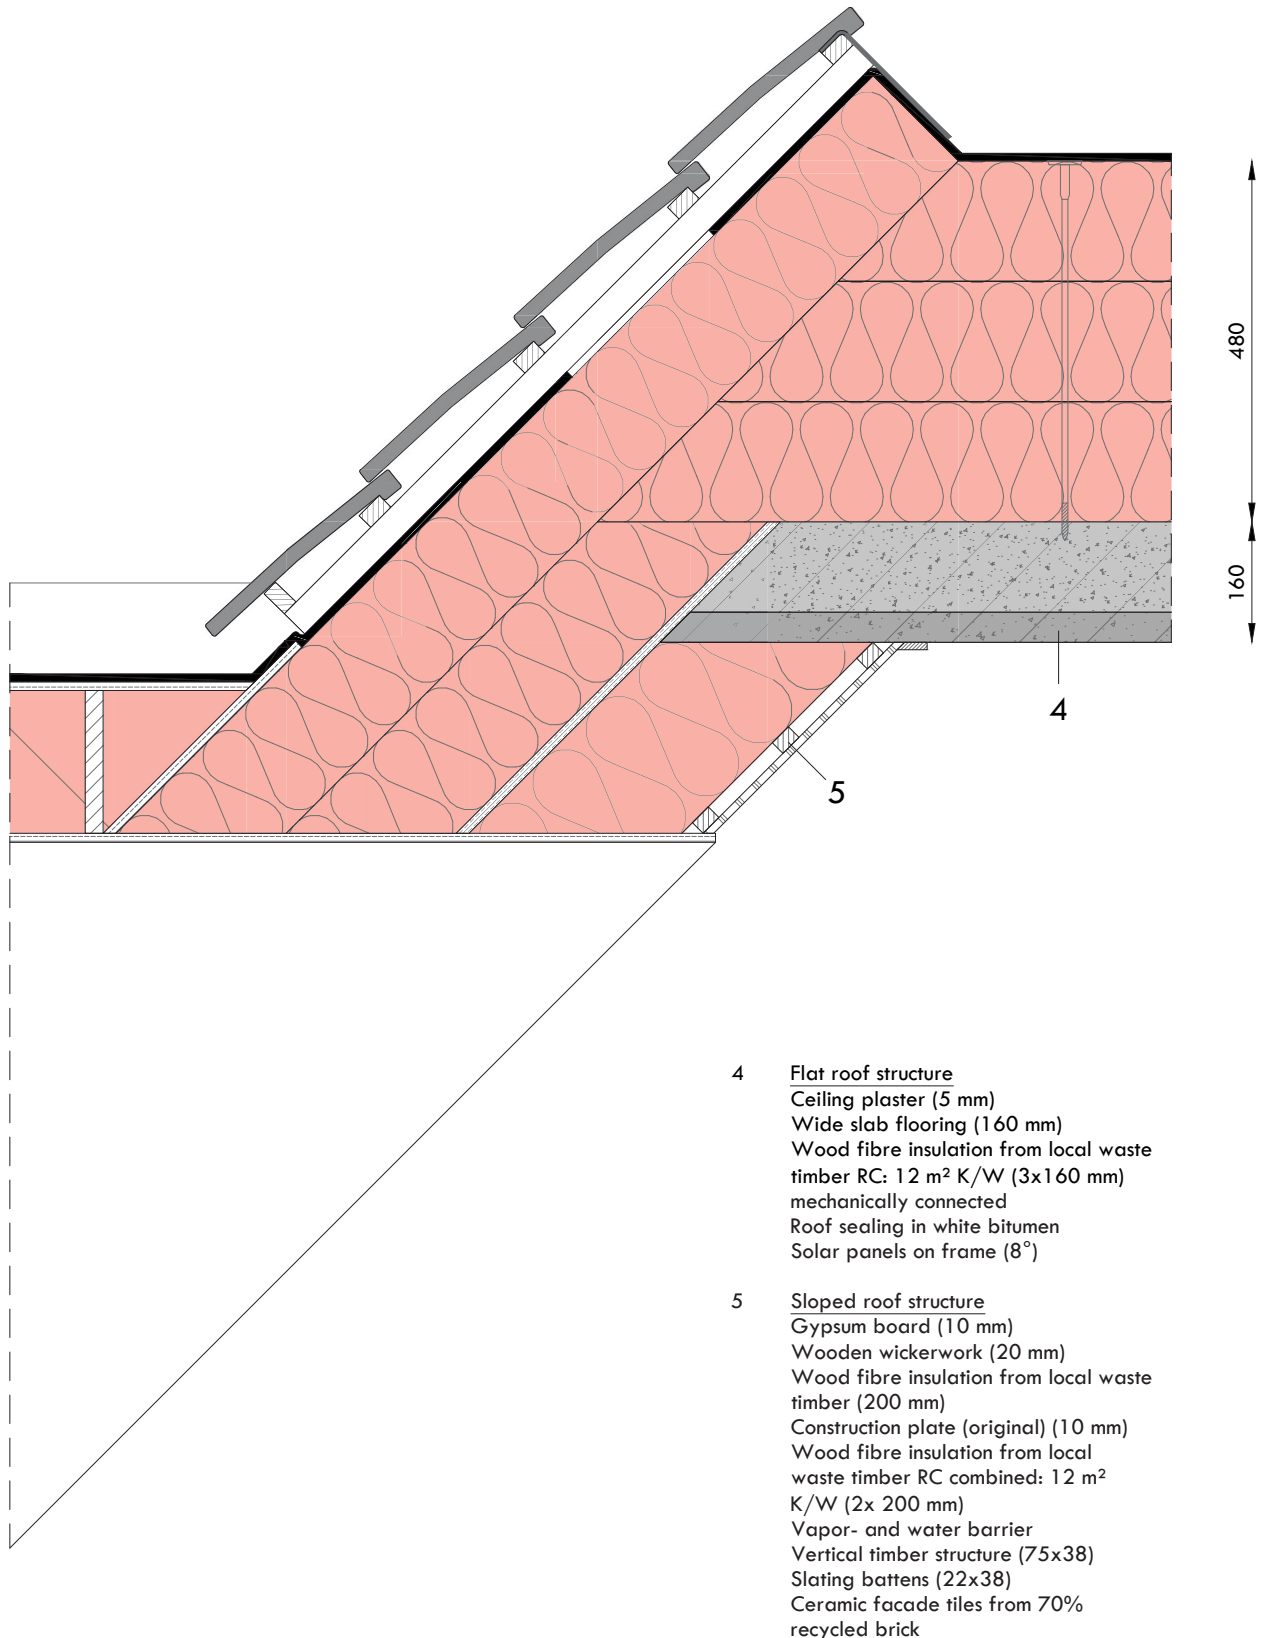 480
160
4
5
4 Flat roof structure
Ceiling plaster (5 mm)
Wide slab flooring (160 mm)
Wood fibre insulation from local waste
timber RC: 12 m² K/W (3x160 mm)
mechanically connected
Roof sealing in white bitumen
Solar panels on frame (8°)
5 Sloped roof structure
Gypsum board (10 mm)
Wooden wickerwork (20 mm)
Wood fibre insulation from local waste
timber (200 mm)
Construction plate (original) (10 mm)
Wood fibre insulation from local
waste timber RC combined: 12 m²
K/W (2x 200 mm)
Vapor- and water barrier
Vertical timber structure (75x38)
Slating battens (22x38)
Ceramic facade tiles from 70%
recycled brick